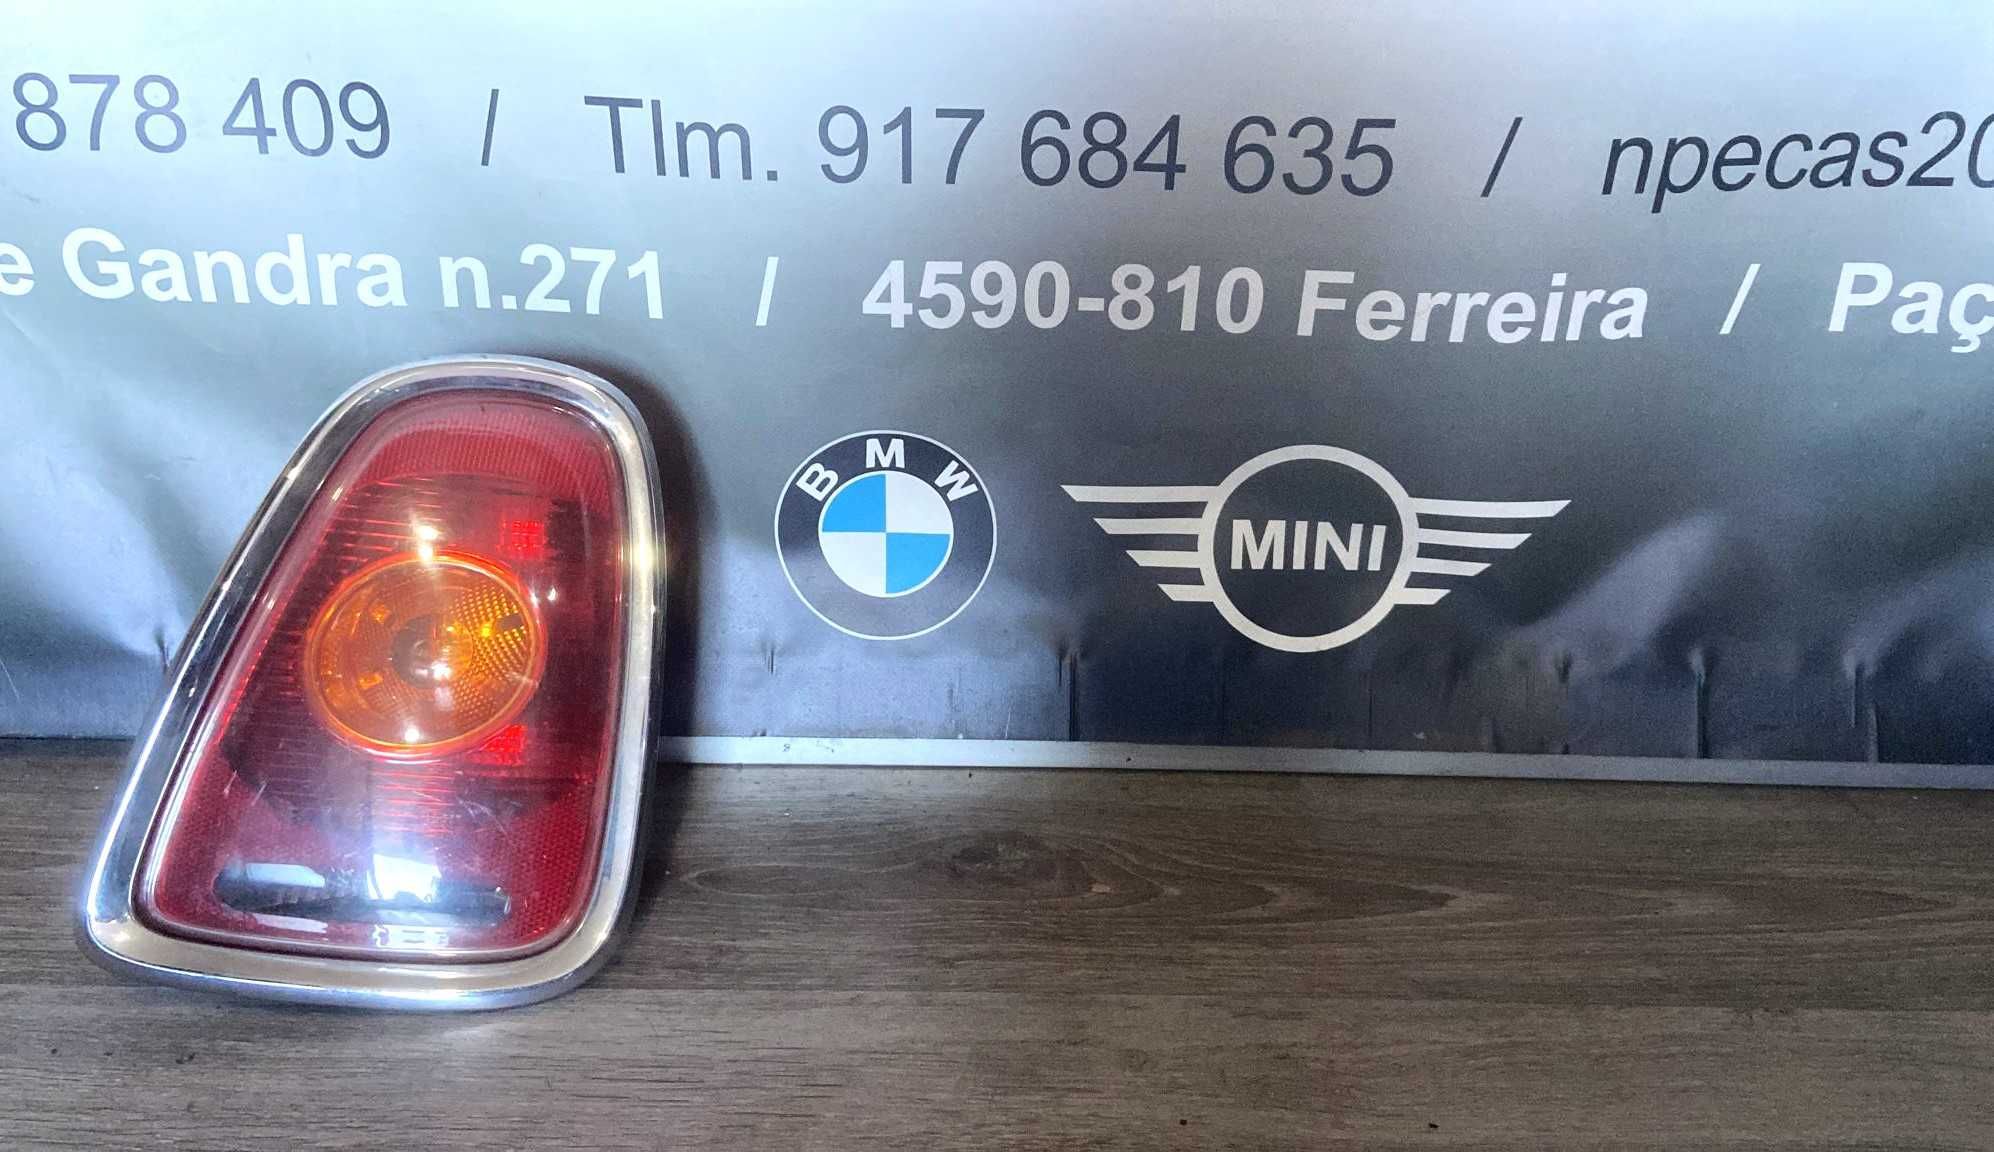 878 409 / Tlm. 917 684 635 / npecas20
e Gandra n.271 / 4590-810 Ferreira / Paç
BMW
MINI